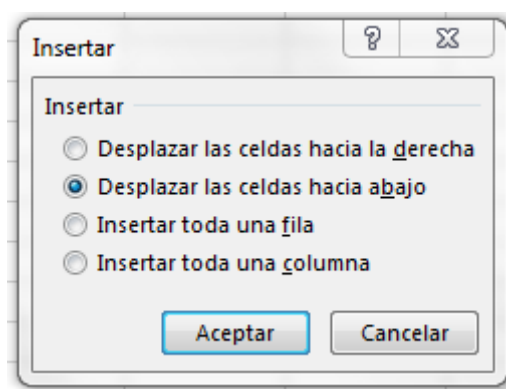 Insertar
Insertar
Desplazar las celdas hacia la derecha
Desplazar las celdas hacia abajo
Insertar toda una fila
Insertar toda una columna
Aceptar Cancelar